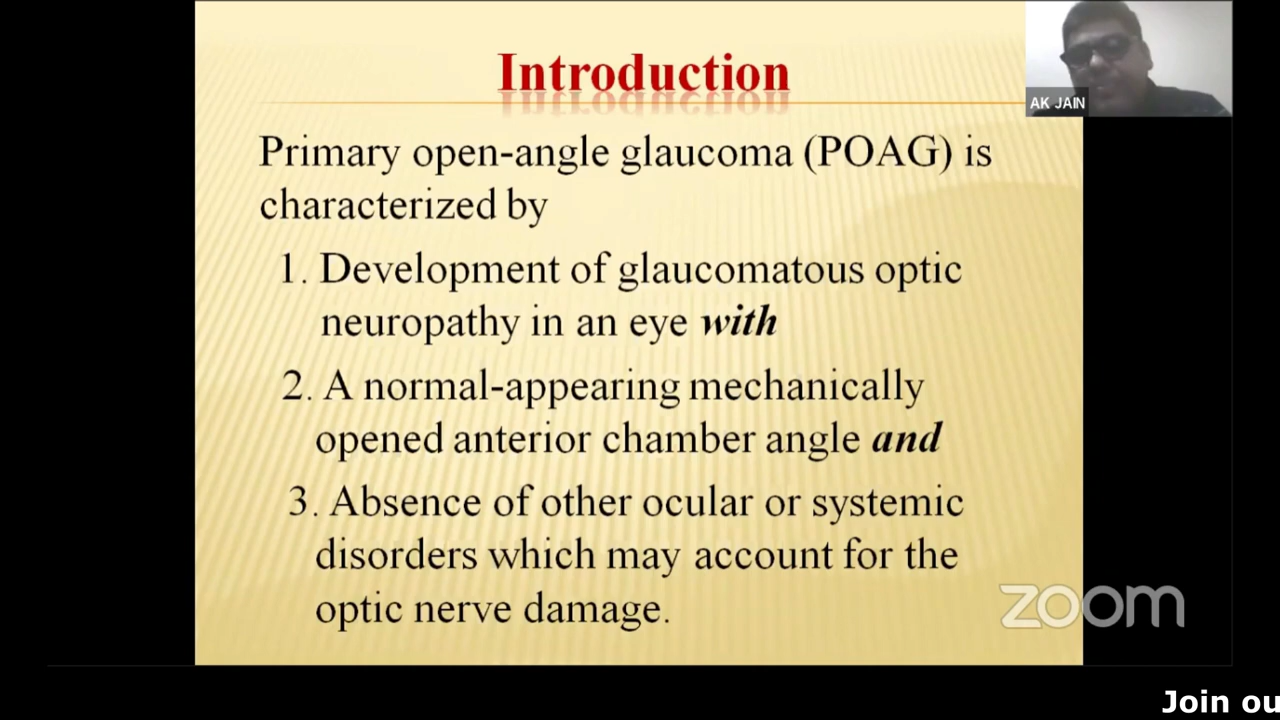 Introduction
AK JAIN
Primary open-angle glaucoma (POAG) is
characterized by
1. Development of glaucomatous optic
neuropathy in an eye with
2. A normal-appearing mechanically
opened anterior chamber angle and
3. Absence of other ocular or systemic
disorders which may account for the
optic nerve damage.
zoom
Join ou